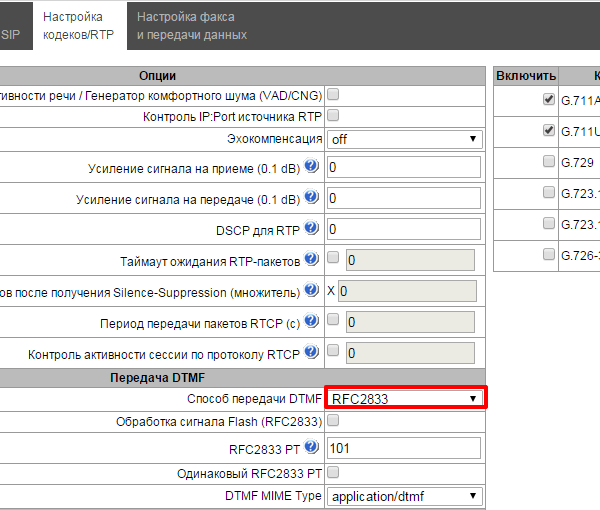 SIP
Настройка
кодеков/RTP
Настройка факса
и передачи данных
Опции
тивности речи / Генератор комфортного шума (VAD/CNG)
Контроль IP:Port источника RTP
Эхокомпенсация off
Усиление сигнала на приеме (0.1 dB) ? 0
Усиление сигнала на передаче (0.1 dB) ? 0
DSCP для RTP ? 0
Таймаут ожидания RTP-пакетов ? 0
ов после получения Silence-Suppression (множитель) ? X 0
Период передачи пакетов RTCP (с) ? 0
Контроль активности сессии по протоколу RTCP ? 0
Передача DTMF
Способ передачи DTMF RFC2833
Обработка сигнала Flash (RFC2833)
RFC2833 PT ? 101
Одинаковый RFC2833 PT
DTMF MIME Type application/dtmf
Включить К
G.711A
G.711U
G.729
G.723.1
G.723.1
G.726-3